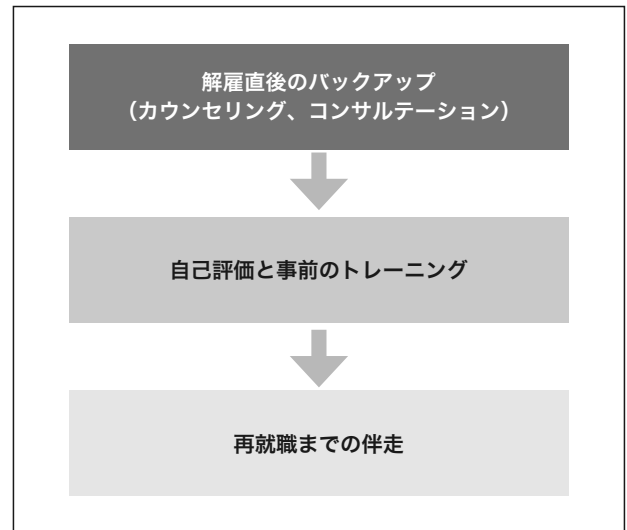 解雇直後のバックアップ
（カウンセリング、コンサルテーション）
自己評価と事前のトレーニング
再就職までの伴走